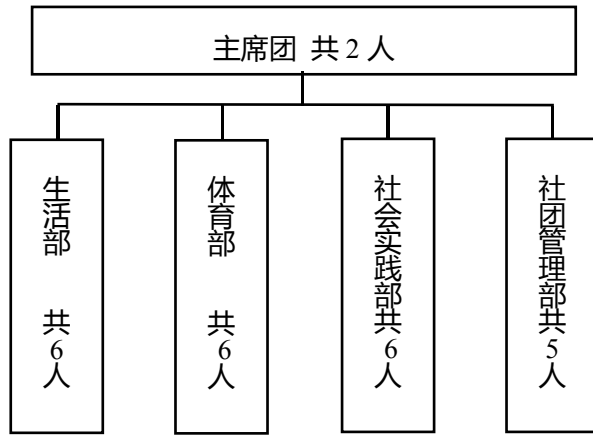 主席团 共 2 人
生活部 共6人
体育部 共6人
社会实践部共6人
社团管理部共5人